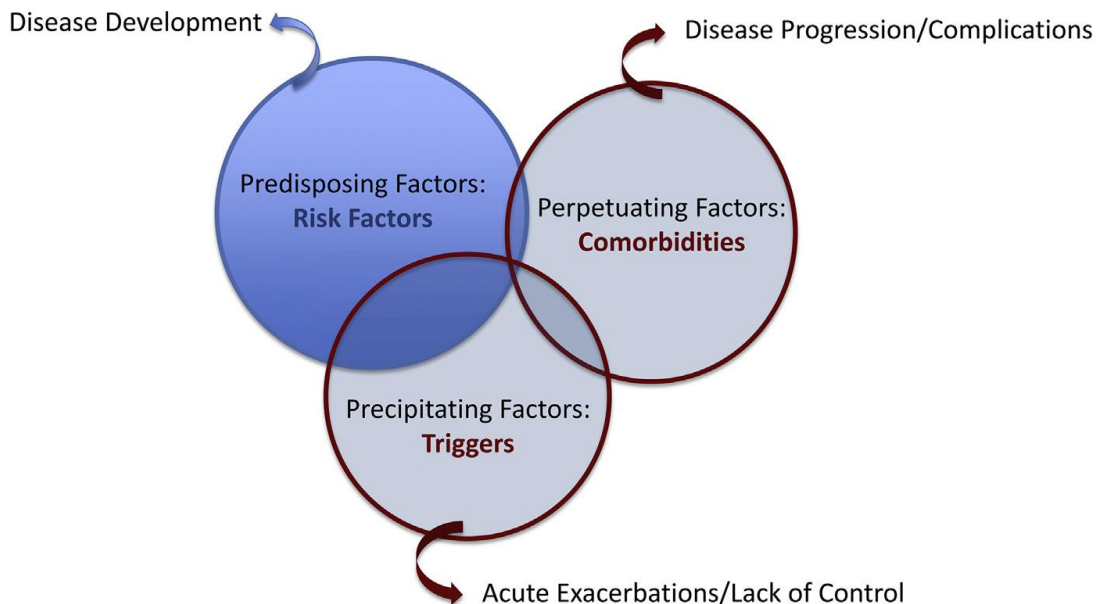 Disease Development
Disease Progression/Complications
Predisposing Factors:
Risk Factors
Perpetuating Factors:
Comorbidities
Precipitating Factors:
Triggers
Acute Exacerbations/Lack of Control